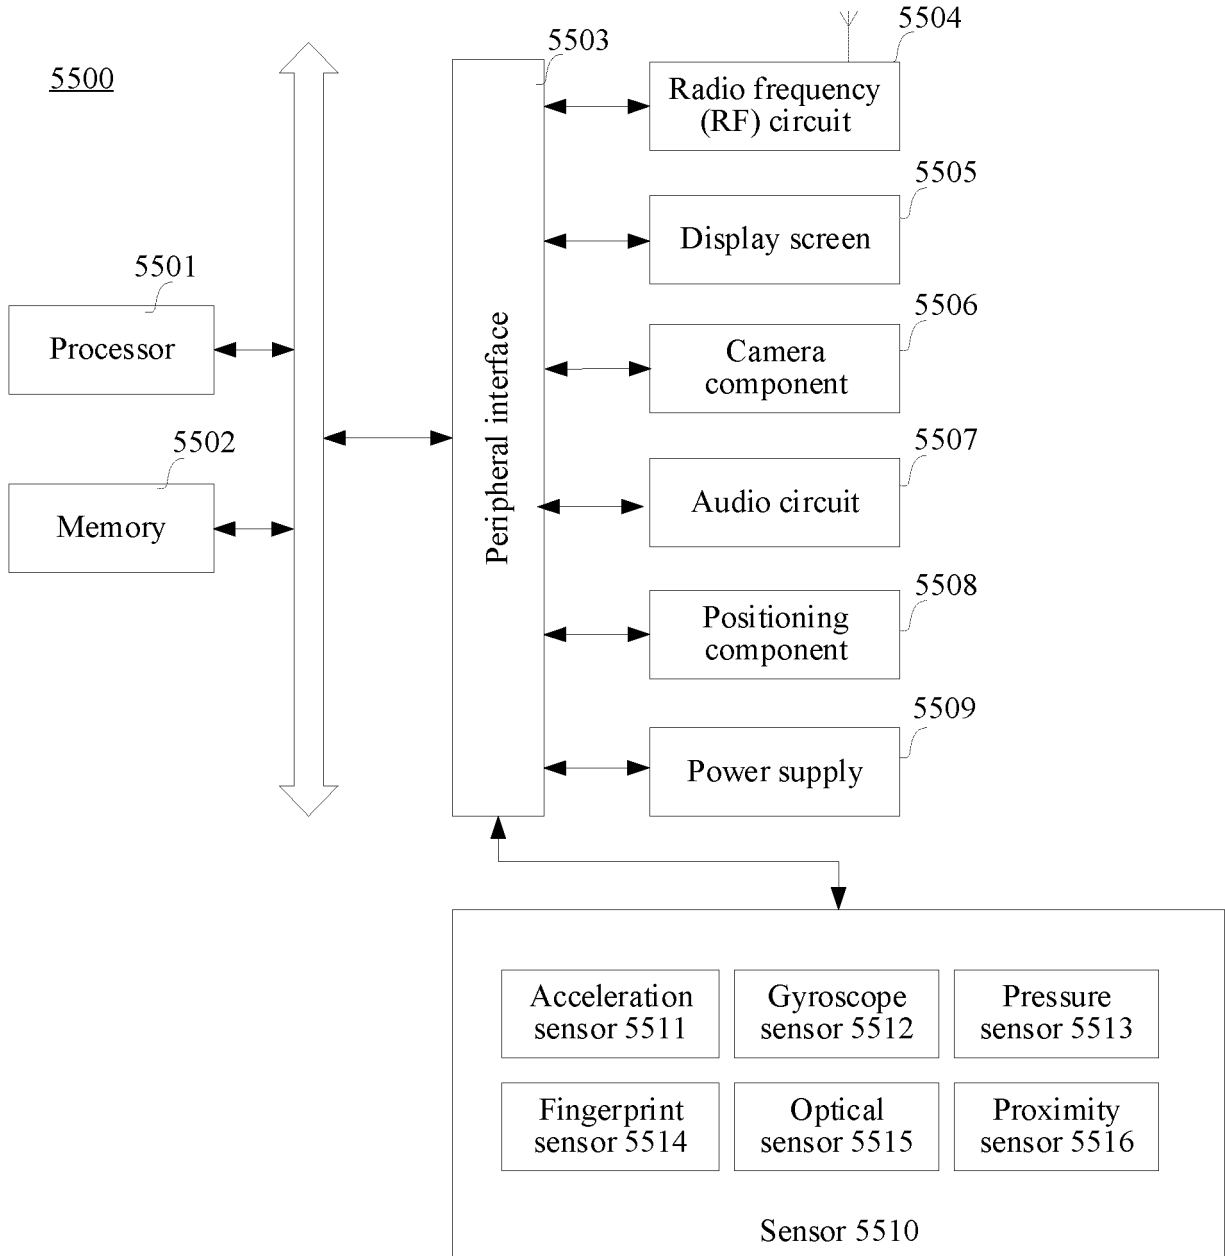 5500
5501
Processor
5502
Memory
5503
Peripheral interface
5504
Radio frequency
(RF) circuit
5505
Display screen
5506
Camera
component
5507
Audio circuit
5508
Positioning
component
5509
Power supply
Acceleration
sensor 5511
Gyroscope
sensor 5512
Pressure
sensor 5513
Fingerprint
sensor 5514
Optical
sensor 5515
Proximity
sensor 5516
Sensor 5510